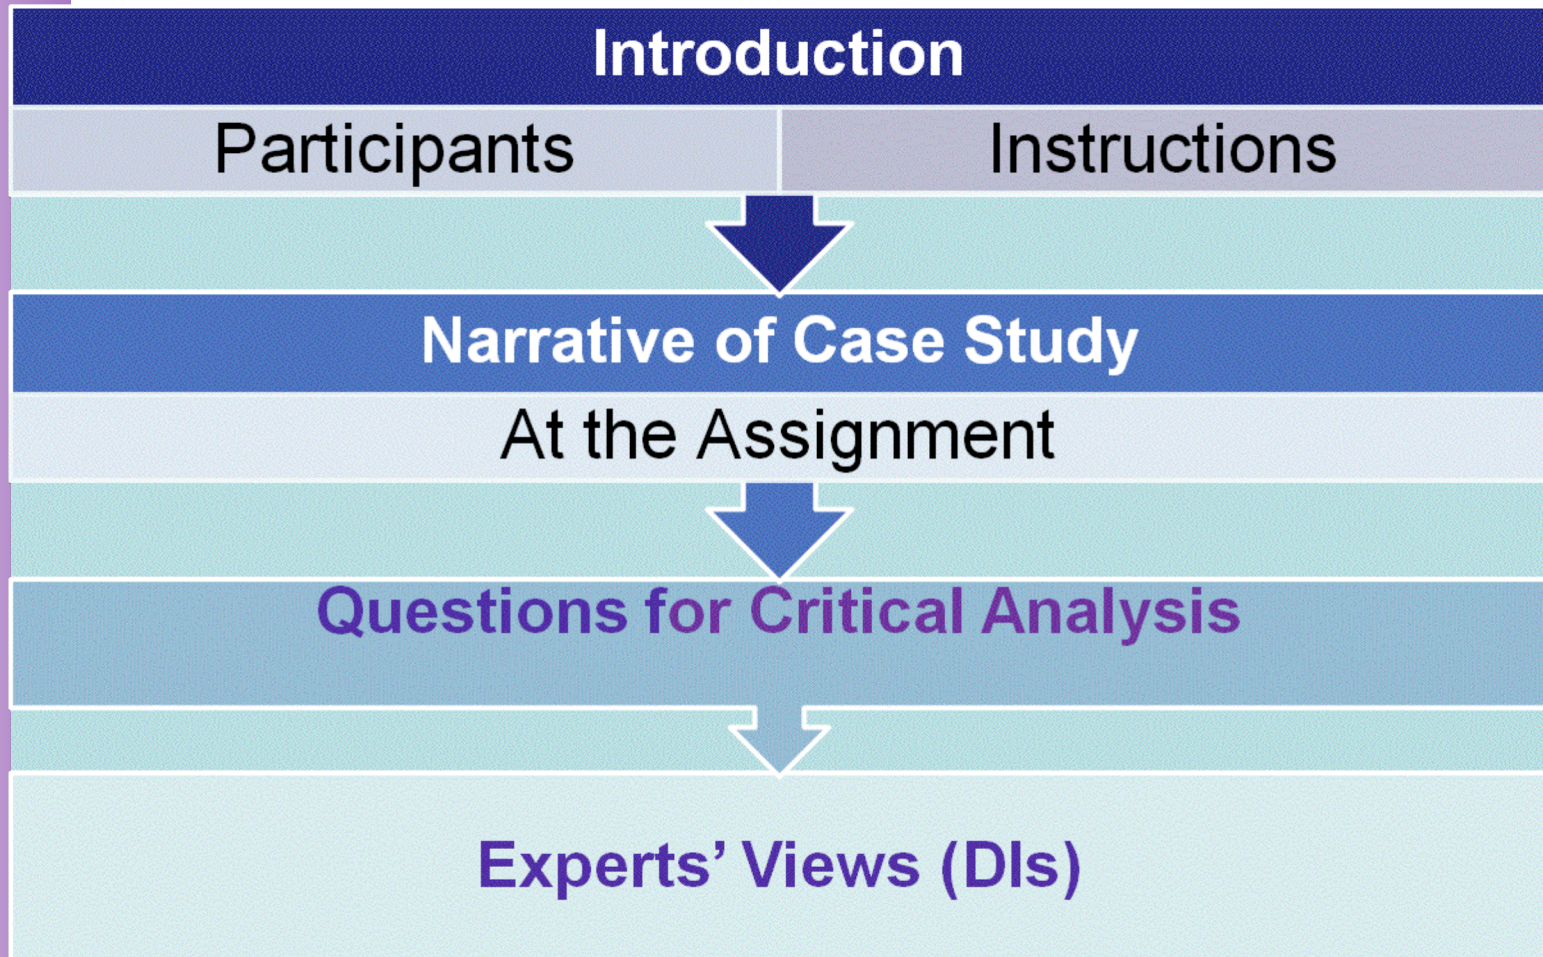 Introduction
Participants Instructions
Narrative of Case Study
At the Assignment
Questions for Critical Analysis
Experts’ Views (DIs)